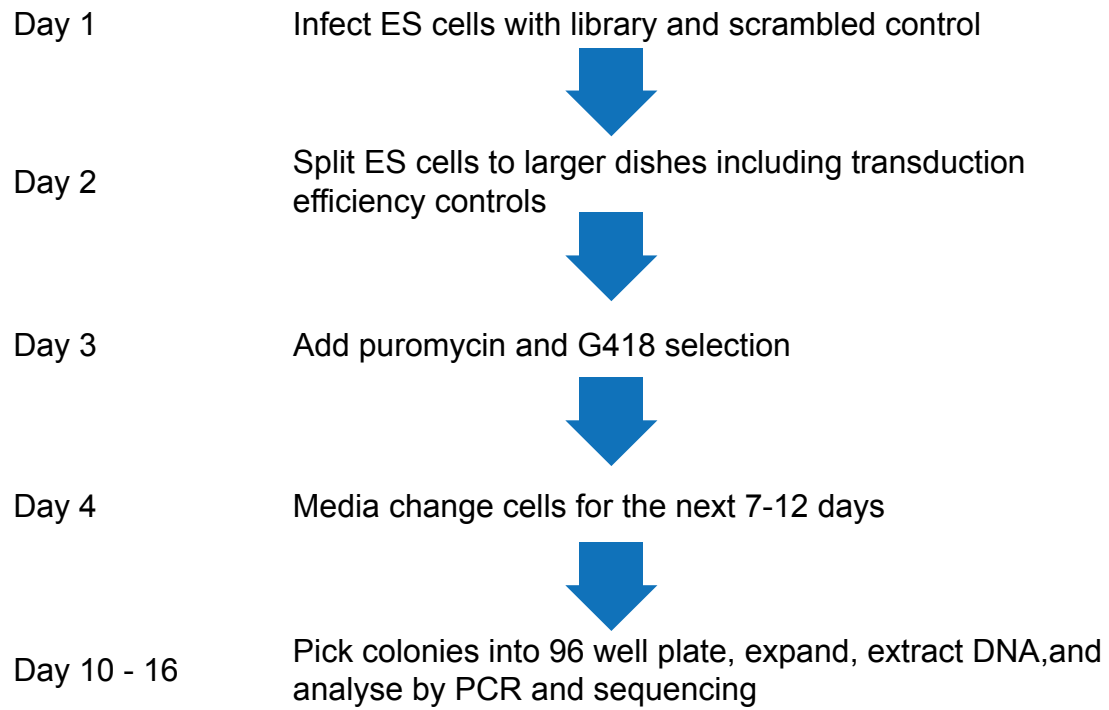 Day 1 Infect ES cells with library and scrambled control
Day 2 Split ES cells to larger dishes including transduction
efficiency controls
Day 3 Add puromycin and G418 selection
Day 4 Media change cells for the next 7-12 days
Day 10 - 16 Pick colonies into 96 well plate, expand, extract DNA,and
analyse by PCR and sequencing